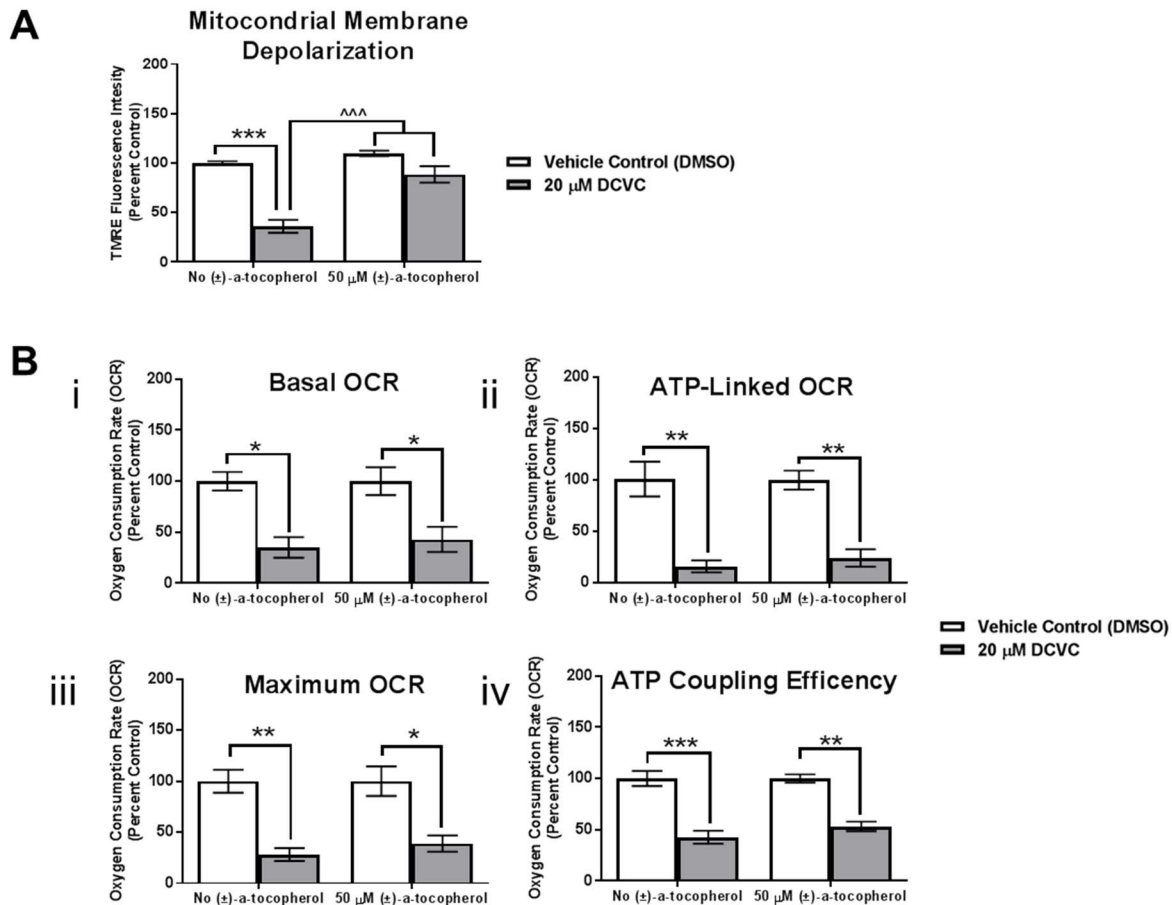 A
Mitocondrial Membrane
Depolarization
TMRE Fluorescence Intesity
(Percent Control)
200
150
100
50
0
***
^^^
No (±)-a-tocopherol
50 μM (±)-a-tocopherol
Vehicle Control (DMSO)
20 μM DCVC
B
i
Basal OCR
Oxygen Consumption Rate (OCR)
(Percent Control)
200
150
100
50
0
*
*
No (±)-a-tocopherol
50 μM (±)-a-tocopherol
ii
ATP-Linked OCR
Oxygen Consumption Rate (OCR)
(Percent Control)
200
150
100
50
0
**
**
No (±)-a-tocopherol
50 μM (±)-a-tocopherol
Vehicle Control (DMSO)
20 μM DCVC
iii
Maximum OCR
Oxygen Consumption Rate (OCR)
(Percent Control)
200
150
100
50
0
**
*
No (±)-a-tocopherol
50 μM (±)-a-tocopherol
iv
ATP Coupling Efficency
Oxygen Consumption Rate (OCR)
(Percent Control)
200
150
100
50
0
***
**
No (±)-a-tocopherol
50 μM (±)-a-tocopherol